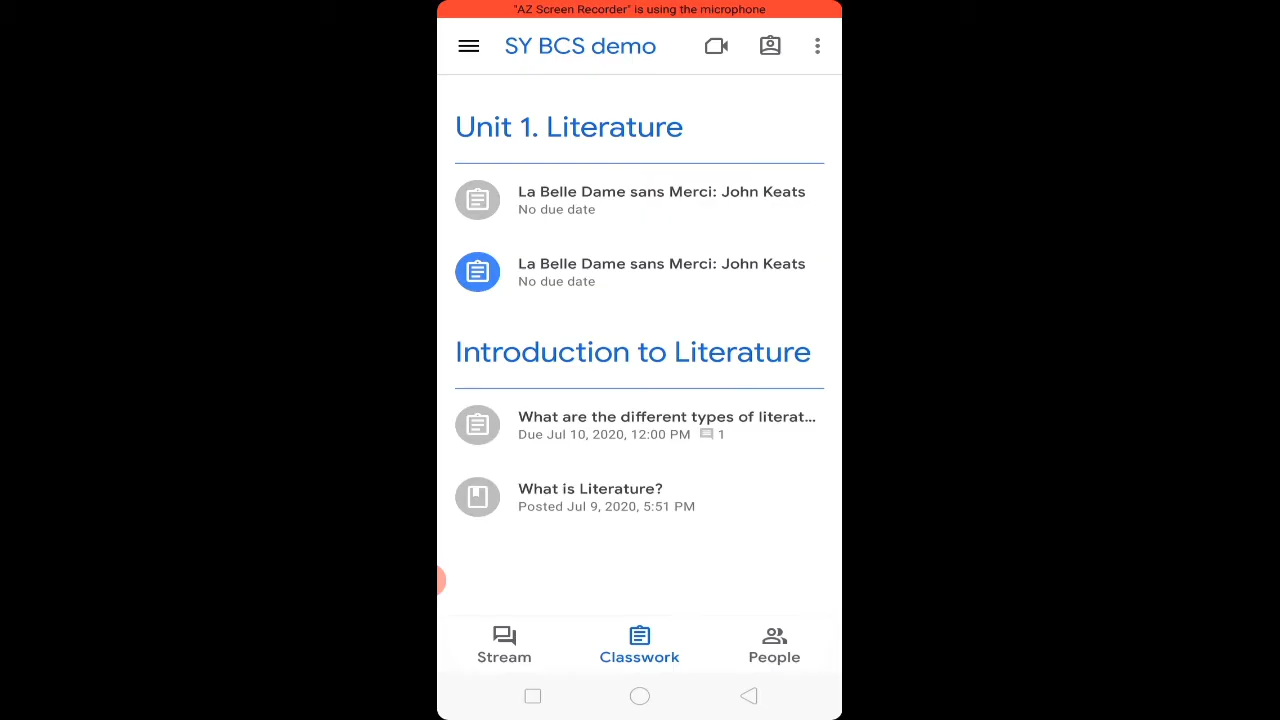 "AZ Screen Recorder" is using the microphone
SY BCS demo
Unit 1. Literature
La Belle Dame sans Merci: John Keats
No due date
La Belle Dame sans Merci: John Keats
No due date
Introduction to Literature
What are the different types of literat...
Due Jul 10, 2020, 12:00 PM 1
What is Literature?
Posted Jul 9, 2020, 5:51 PM
Stream Classwork People